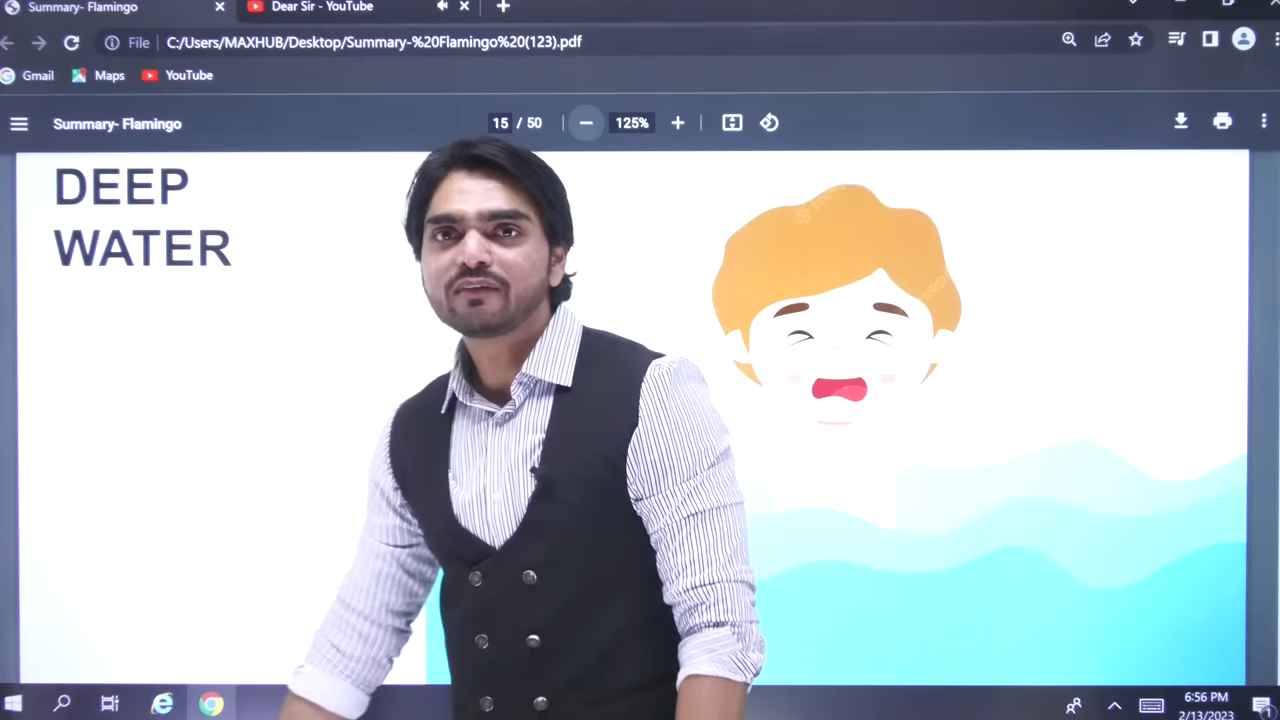 Summary- Flamingo
Dear Sir - YouTube
File
C:/Users/MAXHUB/Desktop/Summary-%20Flamingo%20(123).pdf
Gmail
Maps
YouTube
Summary- Flamingo
15 / 50
125%
DEEP
WATER
6:56 PM
2/13/2023